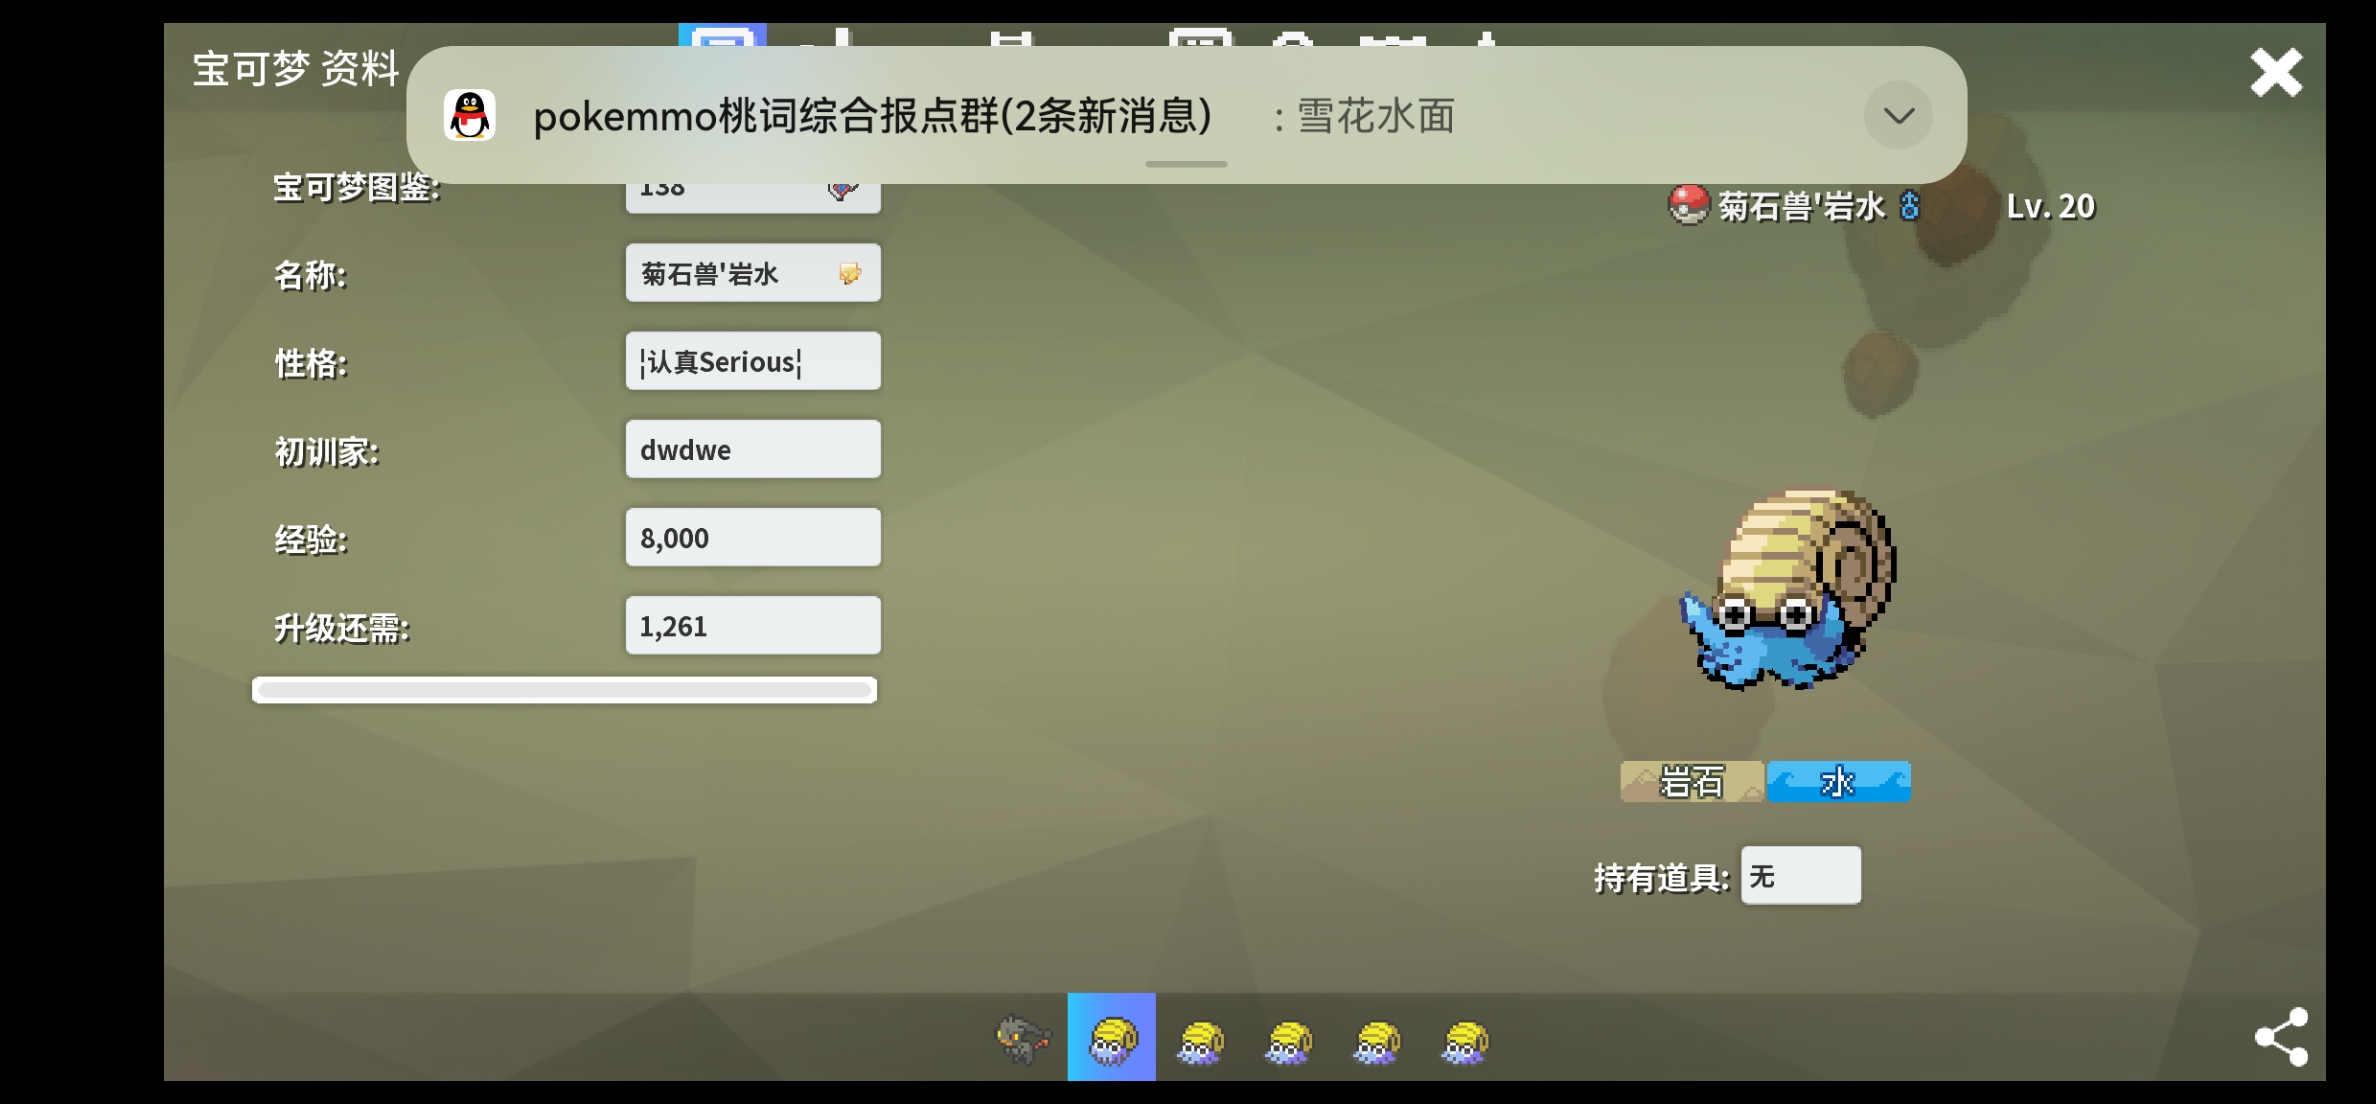 宝可梦 资料
pokemmo桃词综合报点群(2条新消息)
: 雪花水面
宝可梦图鉴: 138
名称: 菊石兽'岩水
性格: ¦认真Serious¦
初训家: dwdwe
经验: 8,000
升级还需: 1,261
菊石兽'岩水 Lv. 20
岩石 水
持有道具: 无